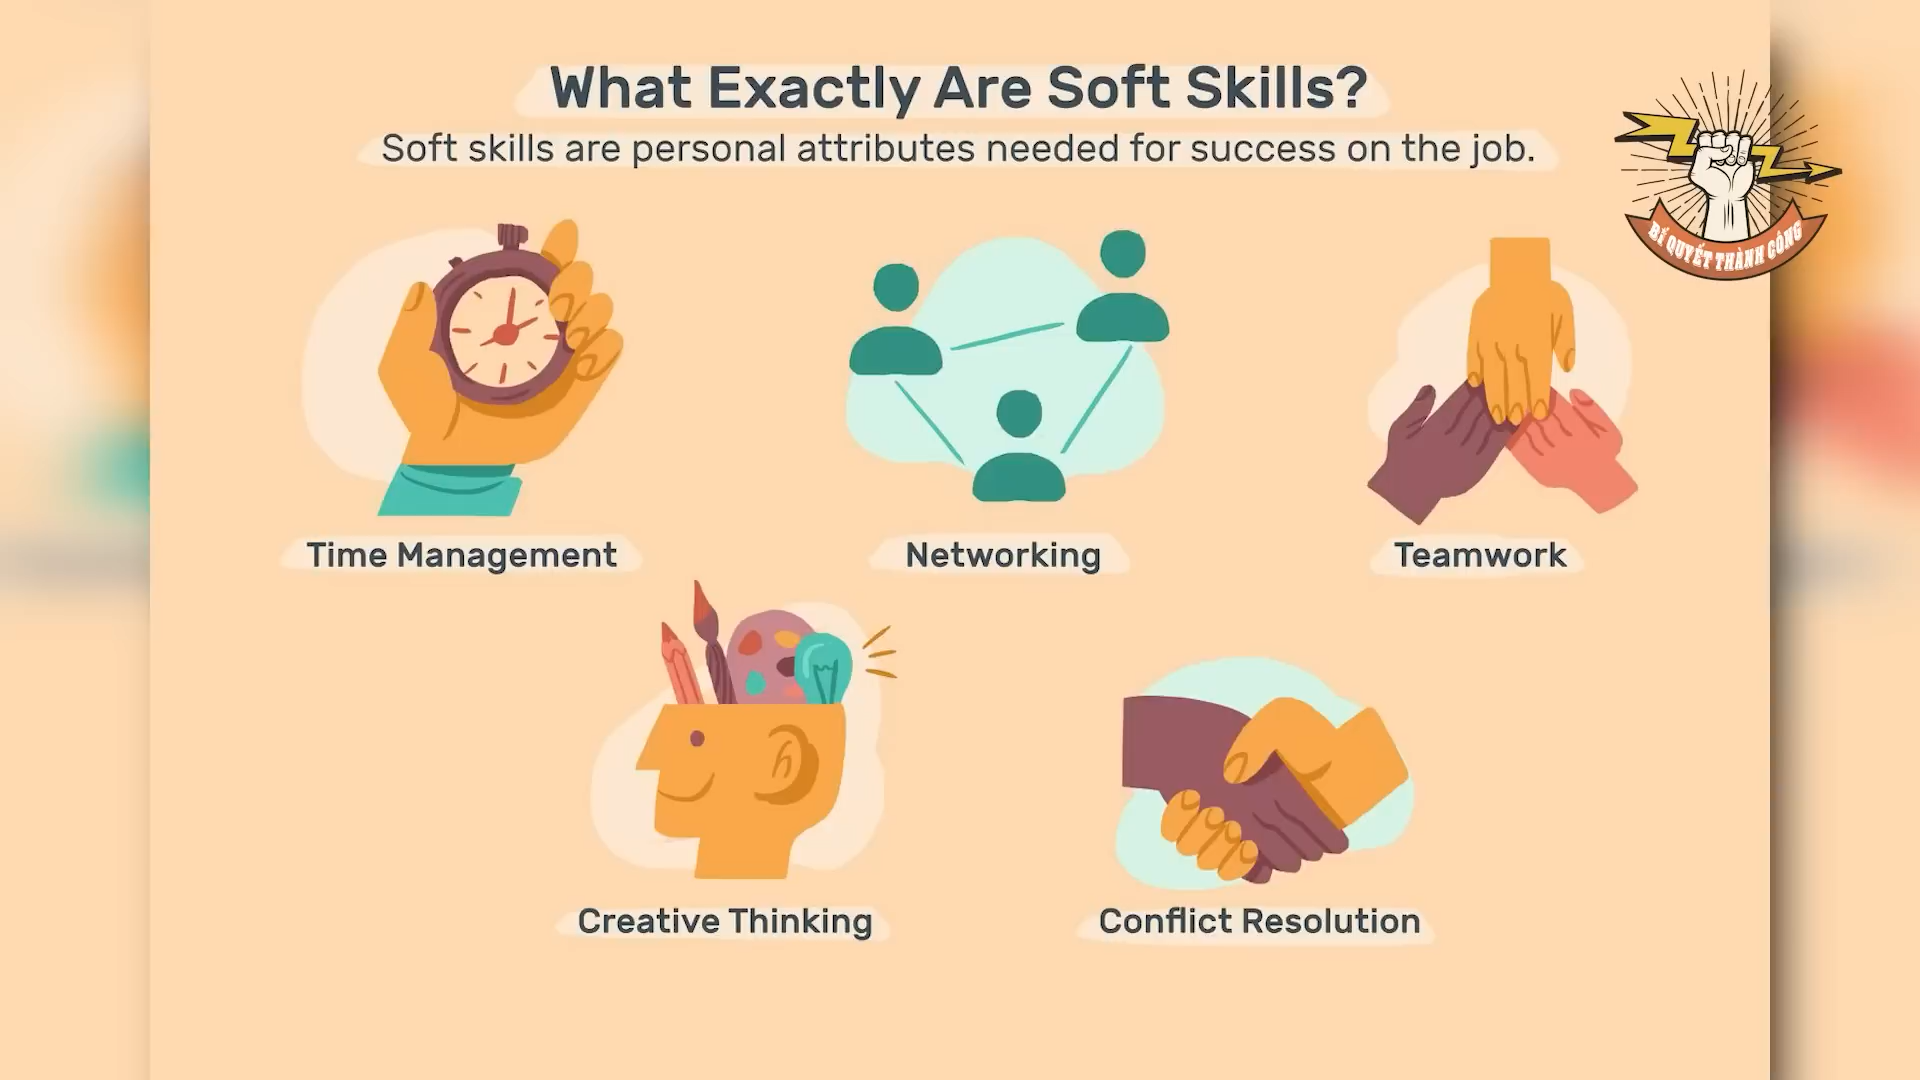 What Exactly Are Soft Skills?
Soft skills are personal attributes needed for success on the job.
BÍ QUYẾT THÀNH CÔNG
Time Management
Networking
Teamwork
Creative Thinking
Conflict Resolution